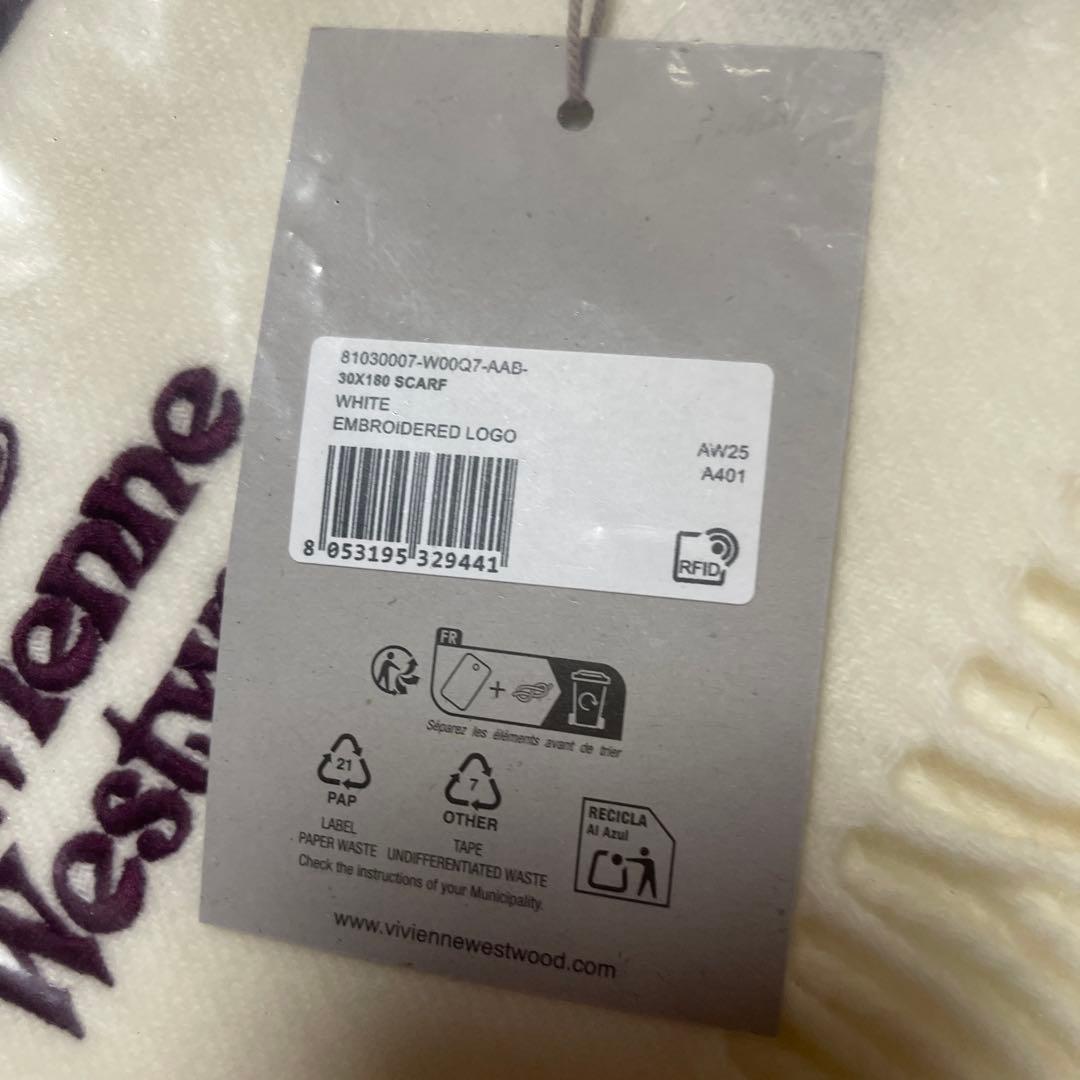 81030007-W00Q7-AAB-
30X180 SCARF
WHITE
EMBROİDERED LOGO
AW25
A401
8 053195 329441
RFID
FR
+
Séparez les éléments avant de trier
21
PAP
LABEL
PAPER WASTE
7
OTHER
TAPE
UNDIFFERENTIATED WASTE
Check the instructions of your Municipality.
RECICLA
Al Azul
www.viviennewestwood.com